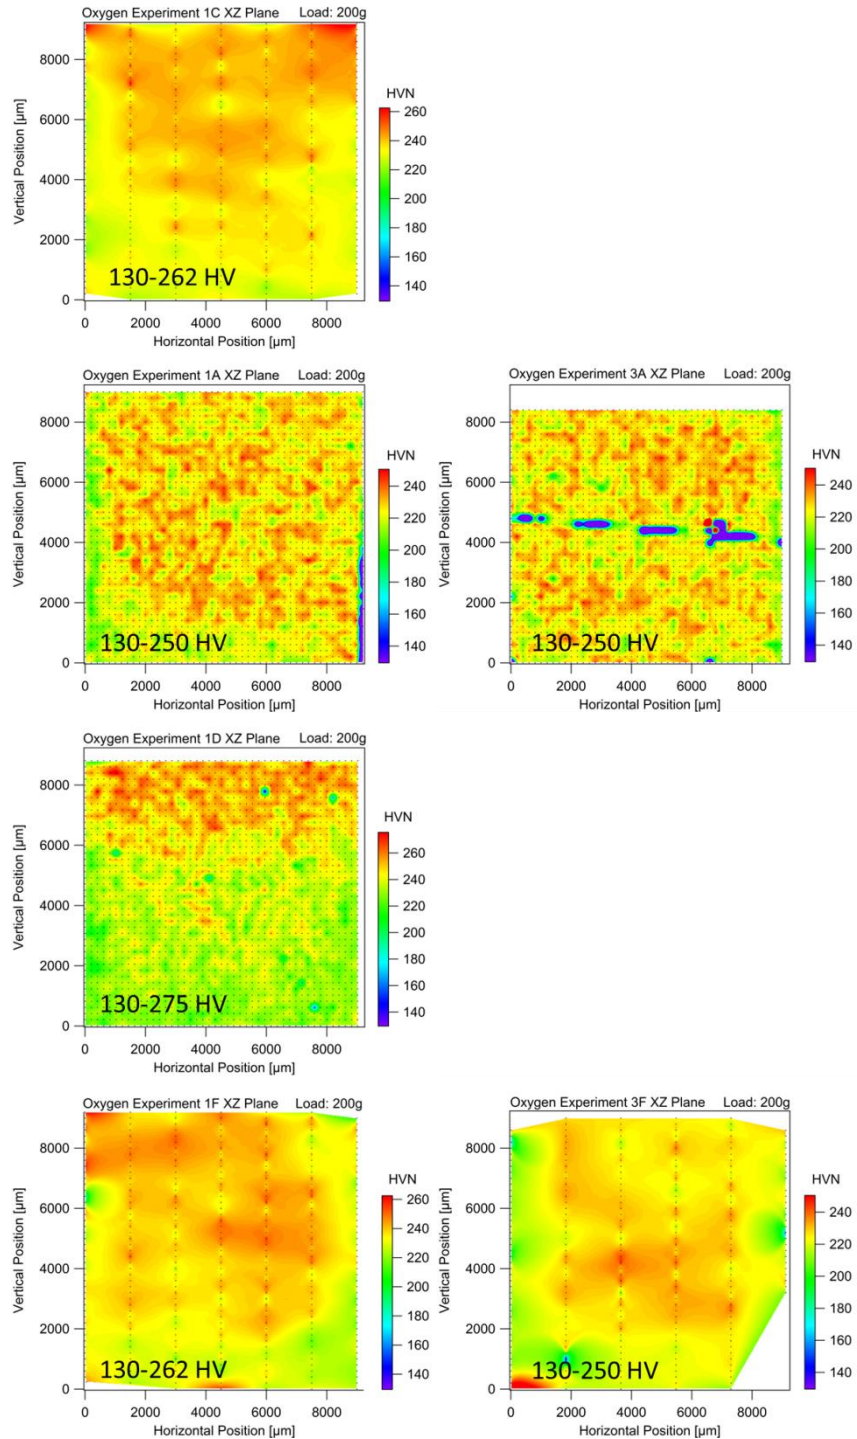 Oxygen Experiment 1C XZ Plane Load: 200g
Vertical Position [µm]
8000
6000
4000
2000
0
0 2000 4000 6000 8000
Horizontal Position [µm]
130-262 HV
HVN
260
240
220
200
180
160
140
Oxygen Experiment 1A XZ Plane Load: 200g
Vertical Position [µm]
8000
6000
4000
2000
0
0 2000 4000 6000 8000
Horizontal Position [µm]
130-250 HV
HVN
240
220
200
180
160
140
Oxygen Experiment 3A XZ Plane Load: 200g
Vertical Position [µm]
8000
6000
4000
2000
0
0 2000 4000 6000 8000
Horizontal Position [µm]
130-250 HV
HVN
240
220
200
180
160
140
Oxygen Experiment 1D XZ Plane Load: 200g
Vertical Position [µm]
8000
6000
4000
2000
0
0 2000 4000 6000 8000
Horizontal Position [µm]
130-275 HV
HVN
260
240
220
200
180
160
140
Oxygen Experiment 1F XZ Plane Load: 200g
Vertical Position [µm]
8000
6000
4000
2000
0
0 2000 4000 6000 8000
Horizontal Position [µm]
130-262 HV
HVN
260
240
220
200
180
160
140
Oxygen Experiment 3F XZ Plane Load: 200g
Vertical Position [µm]
8000
6000
4000
2000
0
0 2000 4000 6000 8000
Horizontal Position [µm]
130-250 HV
HVN
240
220
200
180
160
140